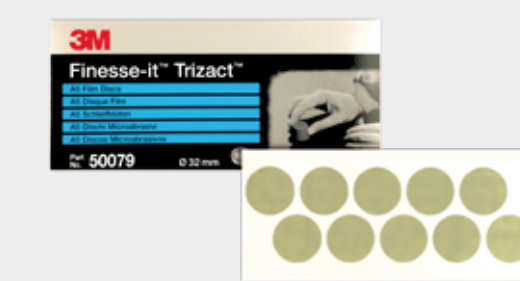 3M
Finesse-it™ Trizact™
A5 Film Discs
A5 Disque Film
A5 Schleifblüten
A5 Dischi Microabrasivi
A5 Discos Microabrasivos
Part No. 50079 Ø 32 mm